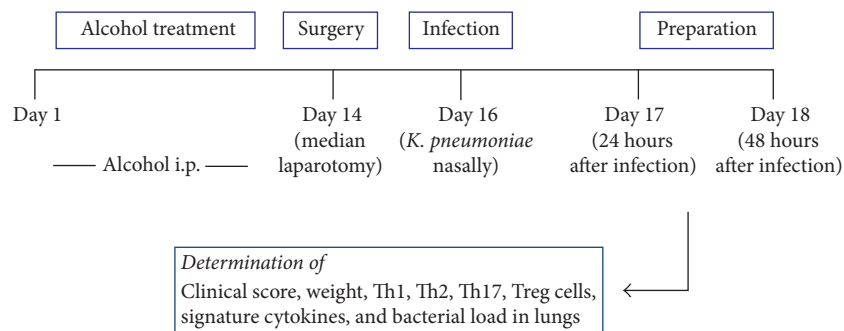 Alcohol treatment
Surgery
Infection
Preparation
Day 1
Day 14
(median
laparotomy)
Day 16
(K. pneumoniae
nasally)
Day 17
(24 hours
after infection)
Day 18
(48 hours
after infection)
Alcohol i.p.
Determination of
Clinical score, weight, Th1, Th2, Th17, Treg cells,
signature cytokines, and bacterial load in lungs